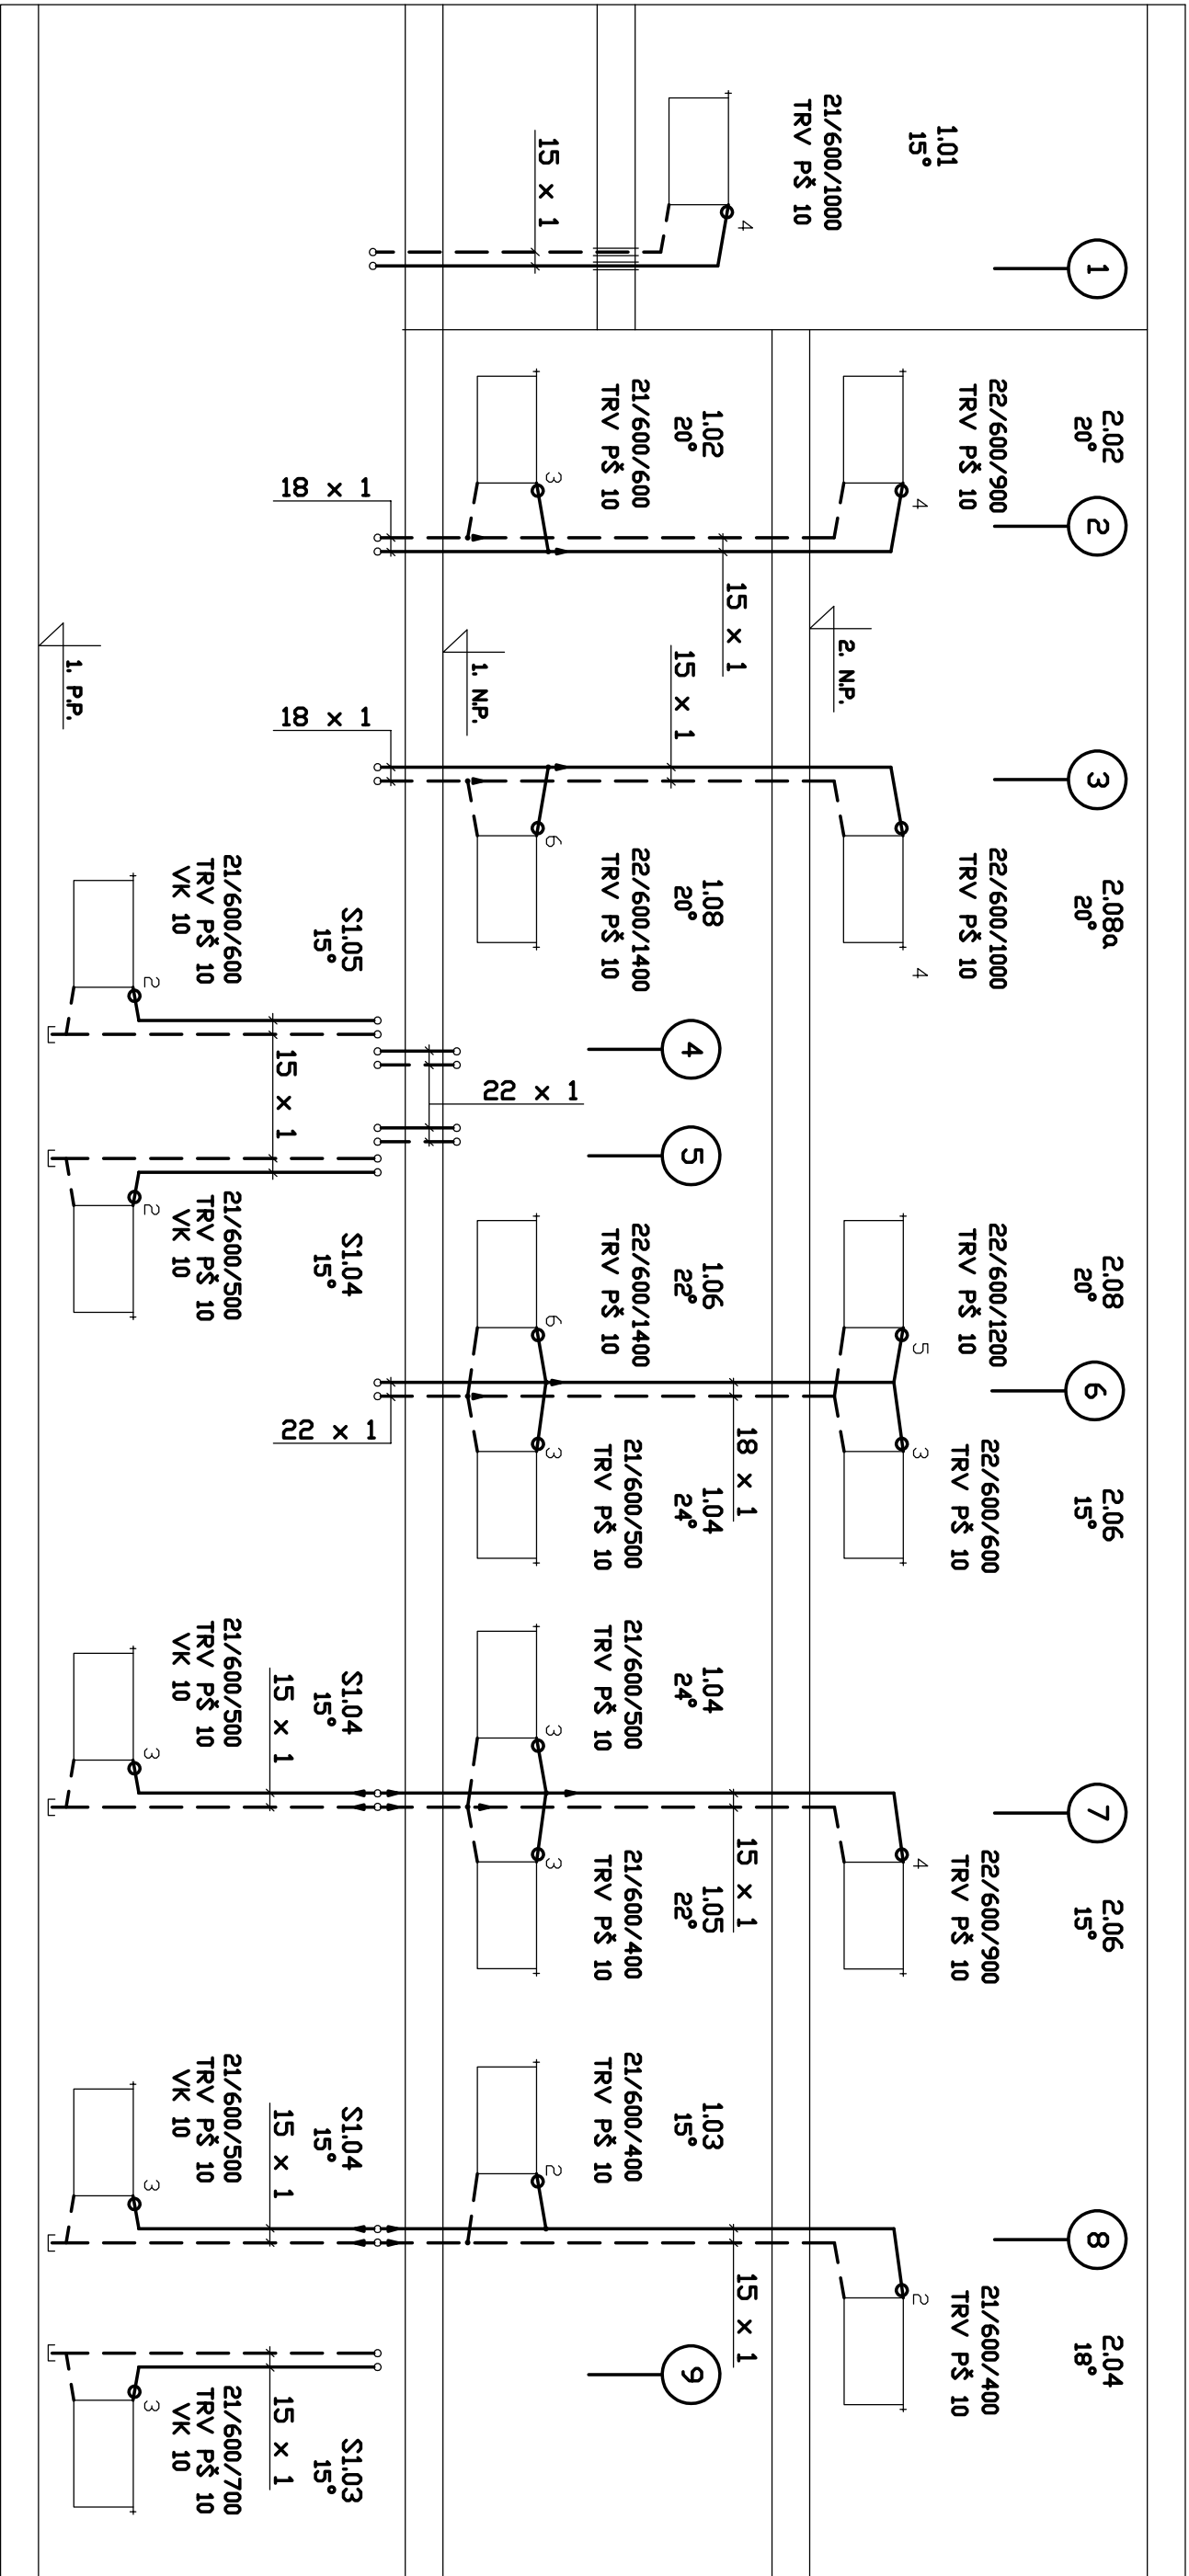 1
1.01
15°
21/600/1000
TRV PŠ 10
4
15 x 1
2
2.02
20°
22/600/900
TRV PŠ 10
4
15 x 1
1.02
20°
21/600/600
TRV PŠ 10
3
18 x 1
2. N.P.
1. N.P.
1. P.P.
3
2.08a
20°
22/600/1000
TRV PŠ 10
4
15 x 1
1.08
20°
22/600/1400
TRV PŠ 10
6
18 x 1
4
22 x 1
S1.05
15°
21/600/600
TRV PŠ 10
VK 10
2
15 x 1
5
S1.04
15°
21/600/500
TRV PŠ 10
VK 10
2
6
2.08
20°
22/600/1200
TRV PŠ 10
5
2.06
15°
22/600/600
TRV PŠ 10
3
18 x 1
1.06
22°
22/600/1400
TRV PŠ 10
6
1.04
24°
21/600/500
TRV PŠ 10
3
22 x 1
7
2.06
15°
22/600/900
TRV PŠ 10
4
15 x 1
1.04
24°
21/600/500
TRV PŠ 10
3
1.05
22°
21/600/400
TRV PŠ 10
3
S1.04
15°
15 x 1
21/600/500
TRV PŠ 10
VK 10
3
8
2.04
18°
21/600/400
TRV PŠ 10
2
15 x 1
1.03
15°
21/600/400
TRV PŠ 10
2
S1.04
15°
15 x 1
21/600/500
TRV PŠ 10
VK 10
3
9
S1.03
15°
15 x 1
21/600/700
TRV PŠ 10
VK 10
3